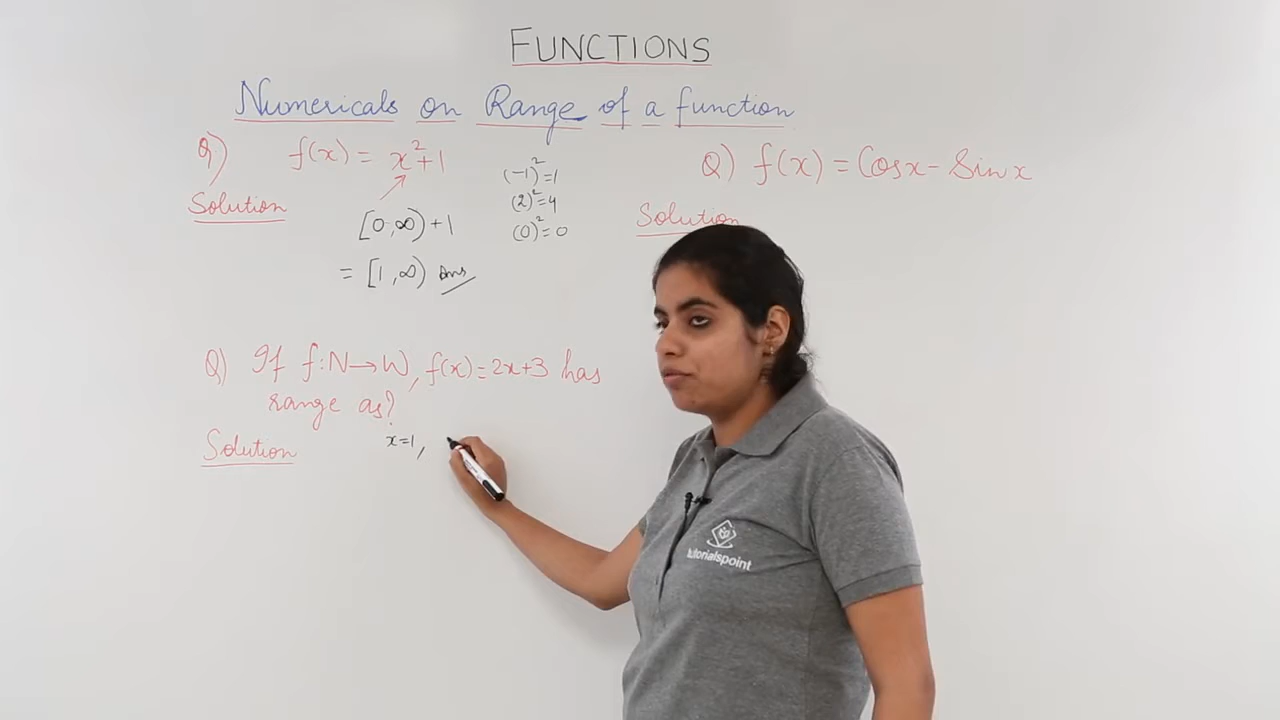 FUNCTIONS
Numericals on Range of a function
Q) f(x) = x²+1
Solution
[0,∞)+1
= [1,∞) ans
(-1)²=1
(2)²=4
(0)²=0
Q) If f:N→W, f(x)=2x+3 has
range as?
Solution
x=1,
Q) f(x) = Cosx - Sinx
Solution
tutorialspoint